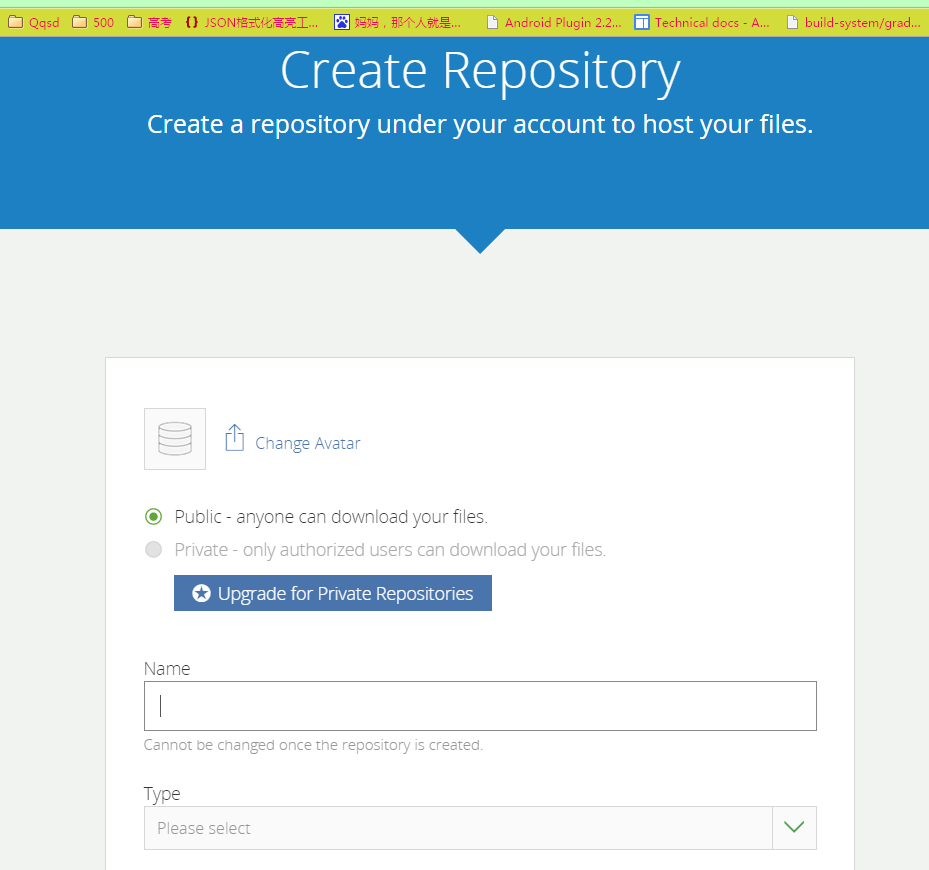 Qqsd 500 高考 JSON格式化高亮工... 妈妈，那个人就是... Android Plugin 2.2... Technical docs - A... build-system/grad...
Create Repository
Create a repository under your account to host your files.
Change Avatar
Public - anyone can download your files.
Private - only authorized users can download your files.
Upgrade for Private Repositories
Name
Cannot be changed once the repository is created.
Type
Please select